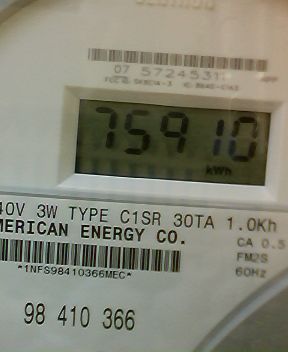 07 57245311
75910
kWh
40V 3W TYPE C1SR 30TA 1.0Kh
MERICAN ENERGY CO.
CA 0.5
FM2S
60Hz
*1NFS98410366MEC*
98 410 366